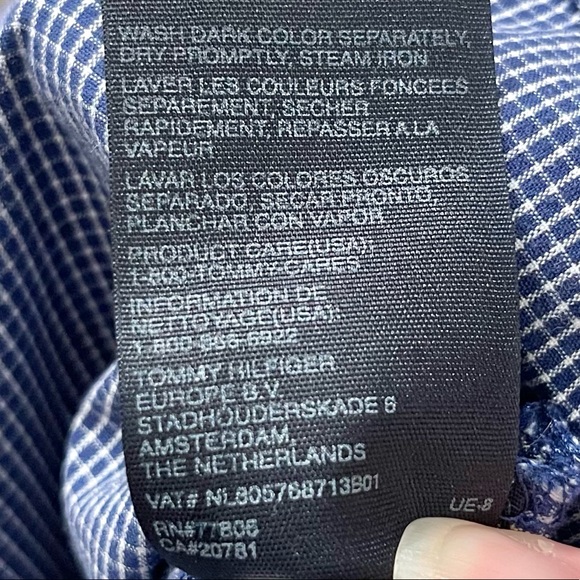 WASH DARK COLOR SEPARATELY,
DRY PROMPTLY, STEAM IRON
LAVER LES COULEURS FONCEES
SEPAREMENT, SECHER
RAPIDEMENT, REPASSER A LA
VAPEUR
LAVAR LOS COLORES OSCUROS
SEPARADO, SECAR PRONTO,
PLANCHAR CON VAPOR
PRODUCT CARE(USA):
1-800-TOMMY-CARES
INFORMATION DE
NETTOYAGE(USA):
TOMMY HILFIGER
EUROPE B.V.
STADHOUDERSKADE 6
AMSTERDAM,
THE NETHERLANDS
VAT# NL805768713B01
UE-8
RN#77806
CA#20781